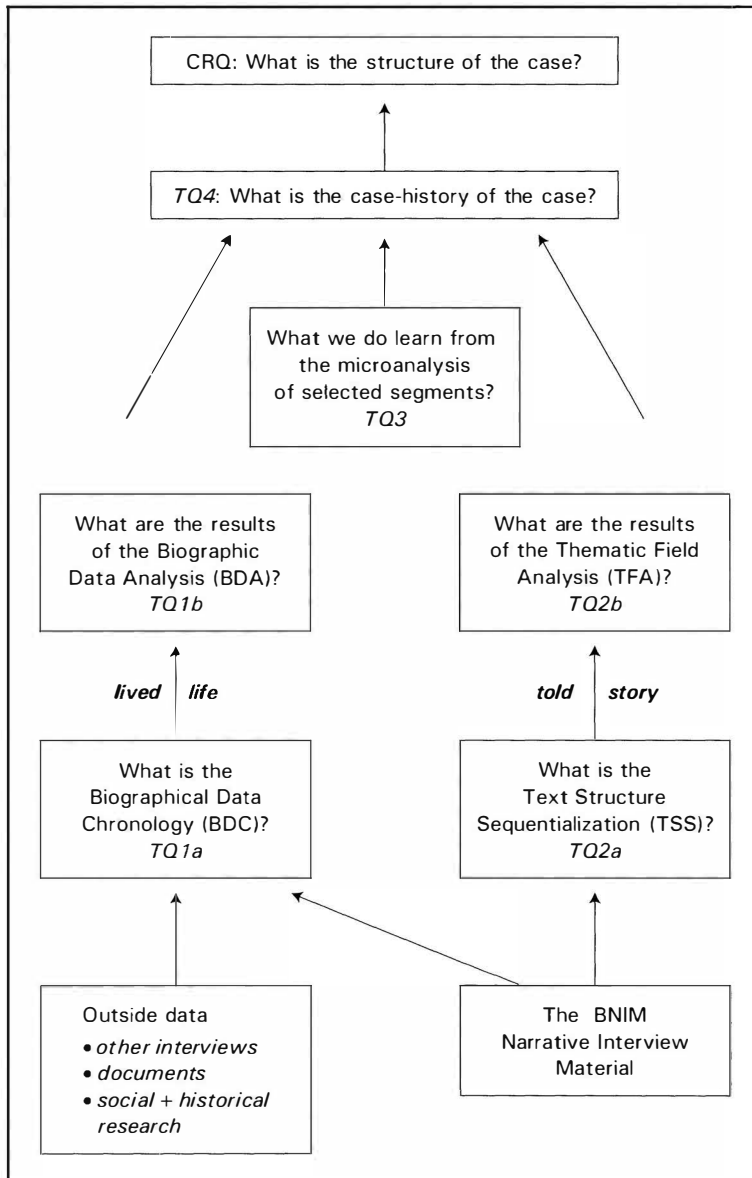 CRQ: What is the structure of the case?
TQ4: What is the case-history of the case?
What we do learn from
the microanalysis
of selected segments?
TQ3
What are the results
of the Biographic
Data Analysis (BDA)?
TQ1b
What are the results
of the Thematic Field
Analysis (TFA)?
TQ2b
lived life
told story
What is the
Biographical Data
Chronology (BDC)?
TQ1a
What is the
Text Structure
Sequentialization (TSS)?
TQ2a
Outside data
• other interviews
• documents
• social + historical
research
The BNIM
Narrative Interview
Material